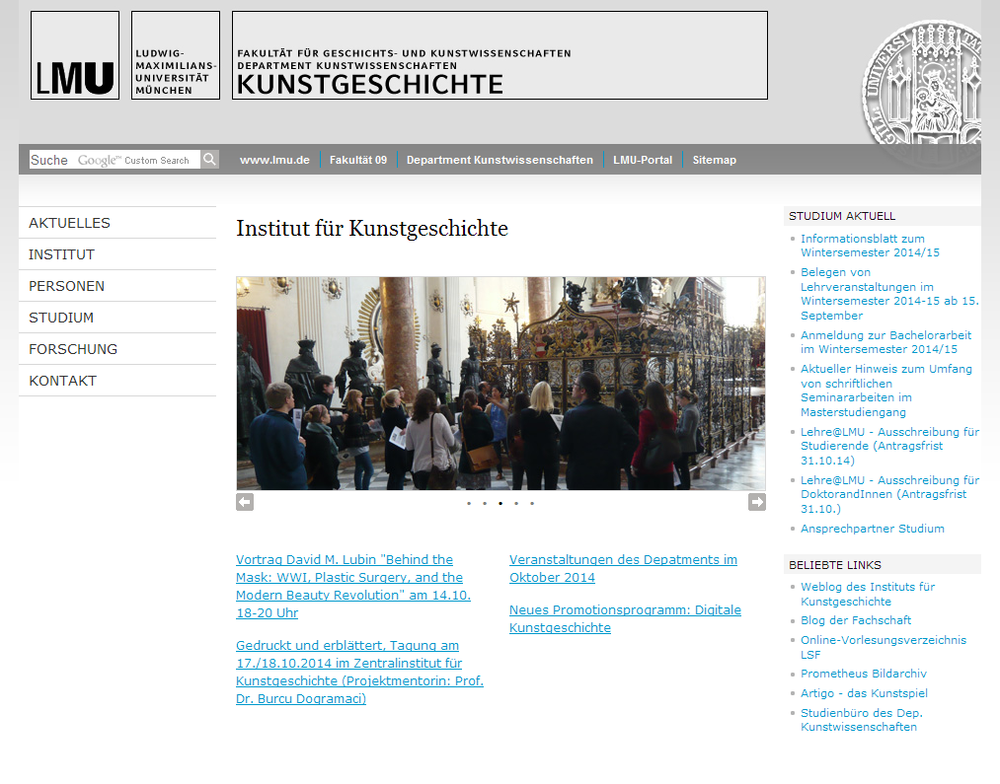 LMU
LUDWIG-
MAXIMILIANS-
UNIVERSITÄT
MÜNCHEN
FAKULTÄT FÜR GESCHICHTS- UND KUNSTWISSENSCHAFTEN
DEPARTMENT KUNSTWISSENSCHAFTEN
KUNSTGESCHICHTE
Suche Google™ Custom Search
www.lmu.de Fakultät 09 Department Kunstwissenschaften LMU-Portal Sitemap
AKTUELLES
INSTITUT
PERSONEN
STUDIUM
FORSCHUNG
KONTAKT
Institut für Kunstgeschichte
Vortrag David M. Lubin "Behind the
Mask: WWI, Plastic Surgery, and the
Modern Beauty Revolution" am 14.10.
18-20 Uhr
Gedruckt und erblättert, Tagung am
17./18.10.2014 im Zentralinstitut für
Kunstgeschichte (Projektmentorin: Prof.
Dr. Burcu Dogramaci)
Veranstaltungen des Depatments im
Oktober 2014
Neues Promotionsprogramm: Digitale
Kunstgeschichte
STUDIUM AKTUELL
Informationsblatt zum
Wintersemester 2014/15
Belegen von
Lehrveranstaltungen im
Wintersemester 2014-15 ab 15.
September
Anmeldung zur Bachelorarbeit
im Wintersemester 2014/15
Aktueller Hinweis zum Umfang
von schriftlichen
Seminararbeiten im
Masterstudiengang
Lehre@LMU - Ausschreibung für
Studierende (Antragsfrist
31.10.14)
Lehre@LMU - Ausschreibung für
DoktorandInnen (Antragsfrist
31.10.)
Ansprechpartner Studium
BELIEBTE LINKS
Weblog des Instituts für
Kunstgeschichte
Blog der Fachschaft
Online-Vorlesungsverzeichnis
LSF
Prometheus Bildarchiv
Artigo - das Kunstspiel
Studienbüro des Dep.
Kunstwissenschaften